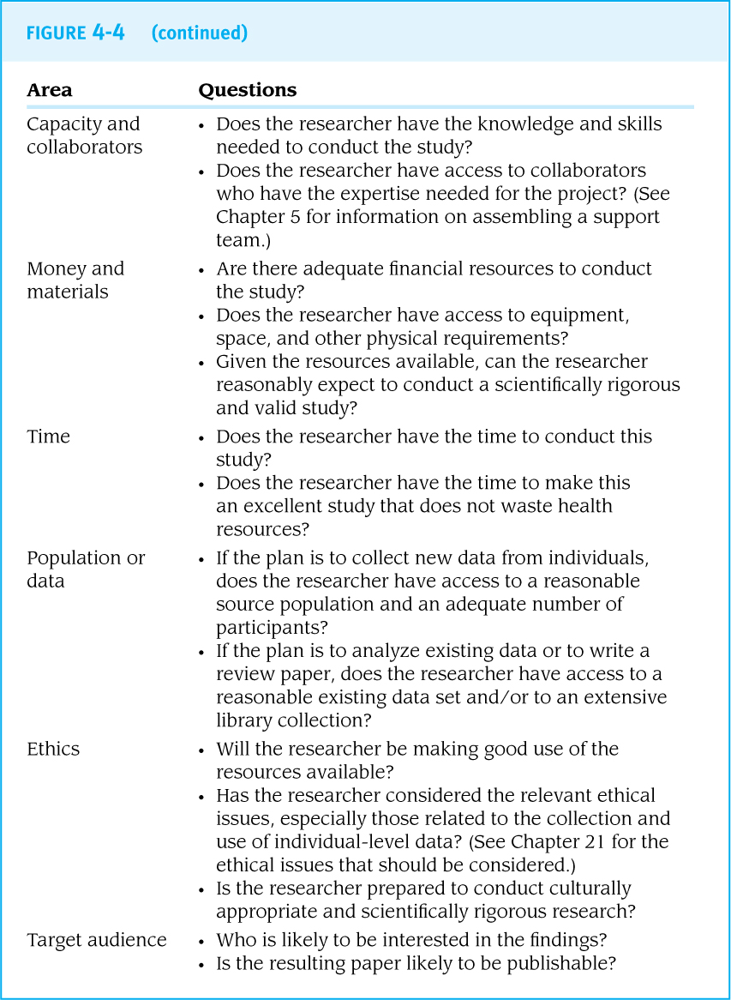 FIGURE 4-4 (continued)
Area Questions
Capacity and • Does the researcher have the knowledge and skills
collaborators needed to conduct the study?
• Does the researcher have access to collaborators
who have the expertise needed for the project? (See
Chapter 5 for information on assembling a support
team.)
Money and • Are there adequate financial resources to conduct
materials the study?
• Does the researcher have access to equipment,
space, and other physical requirements?
• Given the resources available, can the researcher
reasonably expect to conduct a scientifically rigorous
and valid study?
Time • Does the researcher have the time to conduct this
study?
• Does the researcher have the time to make this
an excellent study that does not waste health
resources?
Population or • If the plan is to collect new data from individuals,
data does the researcher have access to a reasonable
source population and an adequate number of
participants?
• If the plan is to analyze existing data or to write a
review paper, does the researcher have access to a
reasonable existing data set and/or to an extensive
library collection?
Ethics • Will the researcher be making good use of the
resources available?
• Has the researcher considered the relevant ethical
issues, especially those related to the collection and
use of individual-level data? (See Chapter 21 for the
ethical issues that should be considered.)
• Is the researcher prepared to conduct culturally
appropriate and scientifically rigorous research?
Target audience • Who is likely to be interested in the findings?
• Is the resulting paper likely to be publishable?